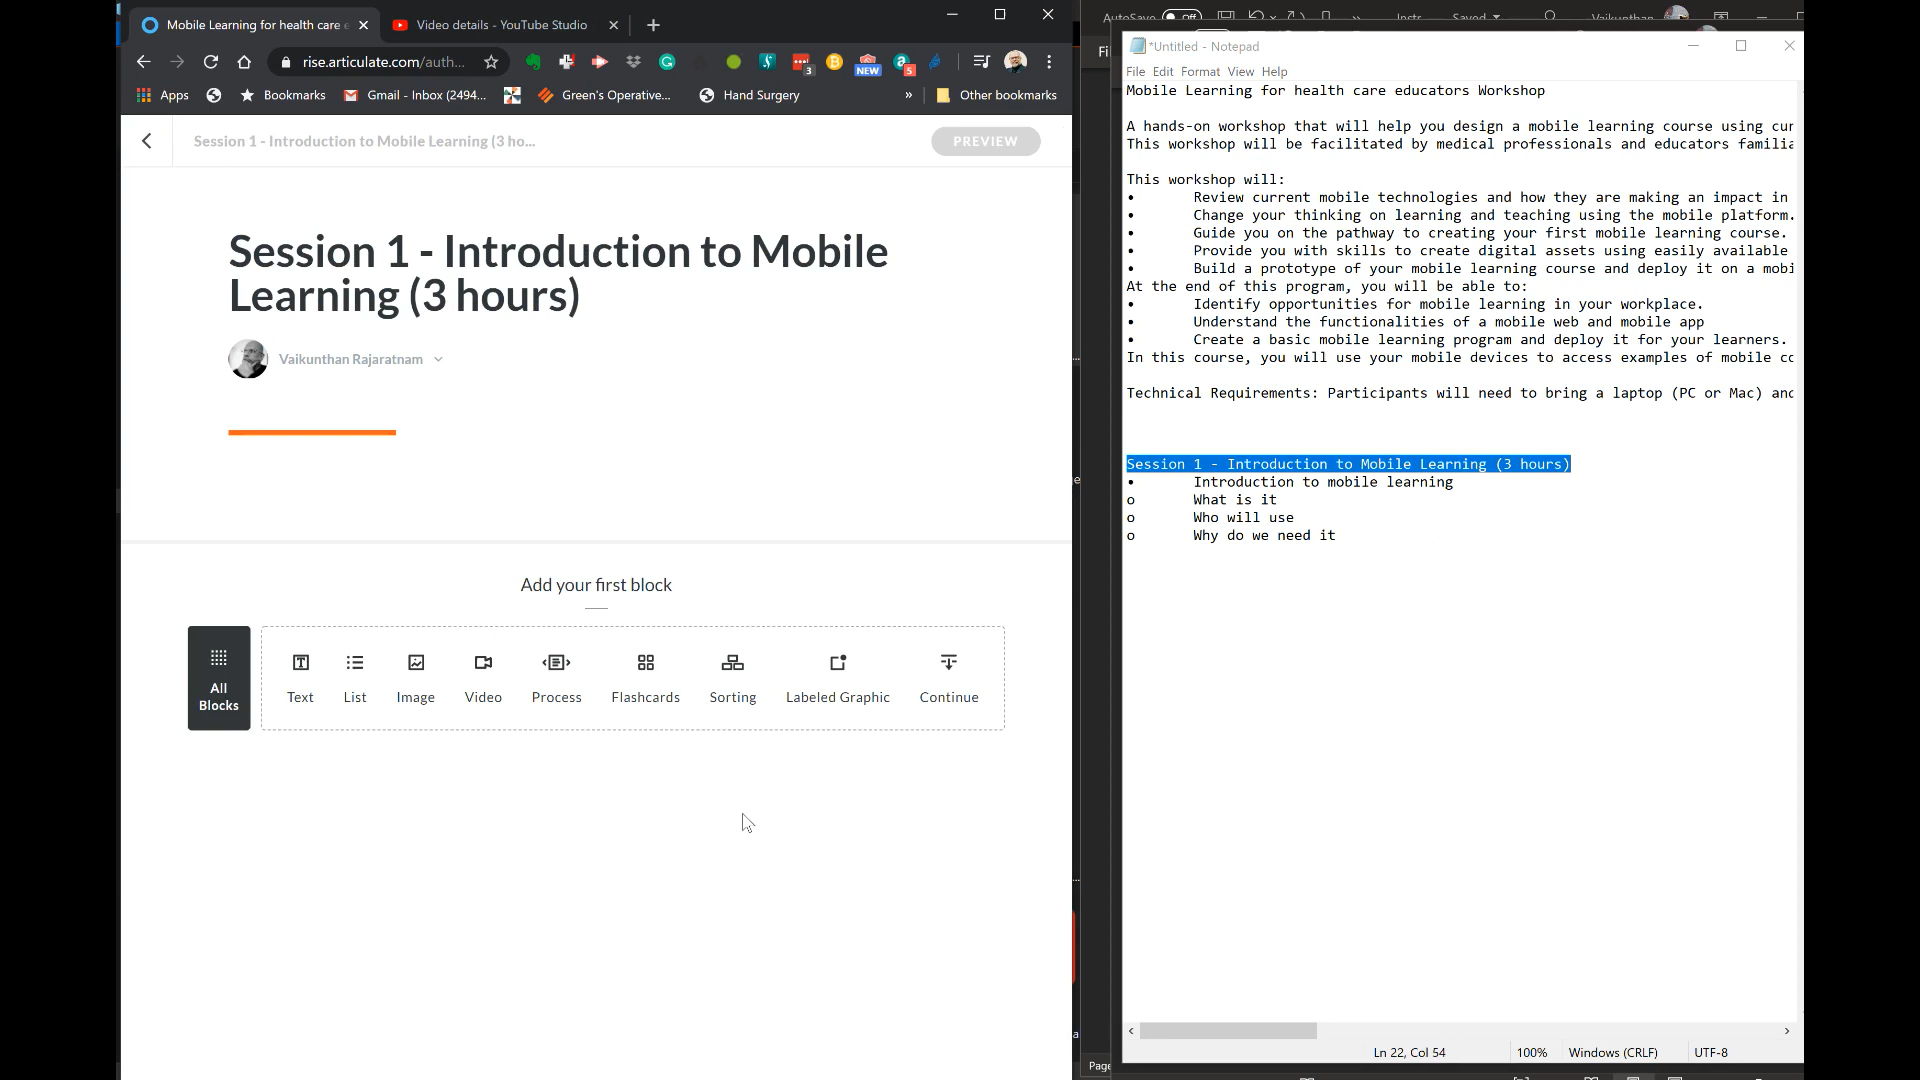 Mobile Learning for health care e
Video details - YouTube Studio
rise.articulate.com/auth...
3
NEW
5
Apps
Bookmarks
Gmail - Inbox (2494...
Green's Operative...
Hand Surgery
»
Other bookmarks
Session 1 - Introduction to Mobile Learning (3 ho...
PREVIEW
Session 1 - Introduction to Mobile
Learning (3 hours)
Vaikunthan Rajaratnam
Add your first block
All
Blocks
Text
List
Image
Video
Process
Flashcards
Sorting
Labeled Graphic
Continue
AutoSave
Off
Instr...
Saved
Vaikunthan
Fi
*Untitled - Notepad
File Edit Format View Help
Mobile Learning for health care educators Workshop
A hands-on workshop that will help you design a mobile learning course using cur
This workshop will be facilitated by medical professionals and educators familia
This workshop will:
• Review current mobile technologies and how they are making an impact in
• Change your thinking on learning and teaching using the mobile platform.
• Guide you on the pathway to creating your first mobile learning course.
• Provide you with skills to create digital assets using easily available
• Build a prototype of your mobile learning course and deploy it on a mobi
At the end of this program, you will be able to:
• Identify opportunities for mobile learning in your workplace.
• Understand the functionalities of a mobile web and mobile app
• Create a basic mobile learning program and deploy it for your learners.
In this course, you will use your mobile devices to access examples of mobile co
Technical Requirements: Participants will need to bring a laptop (PC or Mac) and
Session 1 - Introduction to Mobile Learning (3 hours)
• Introduction to mobile learning
o What is it
o Who will use
o Why do we need it
Ln 22, Col 54
100%
Windows (CRLF)
UTF-8
Page